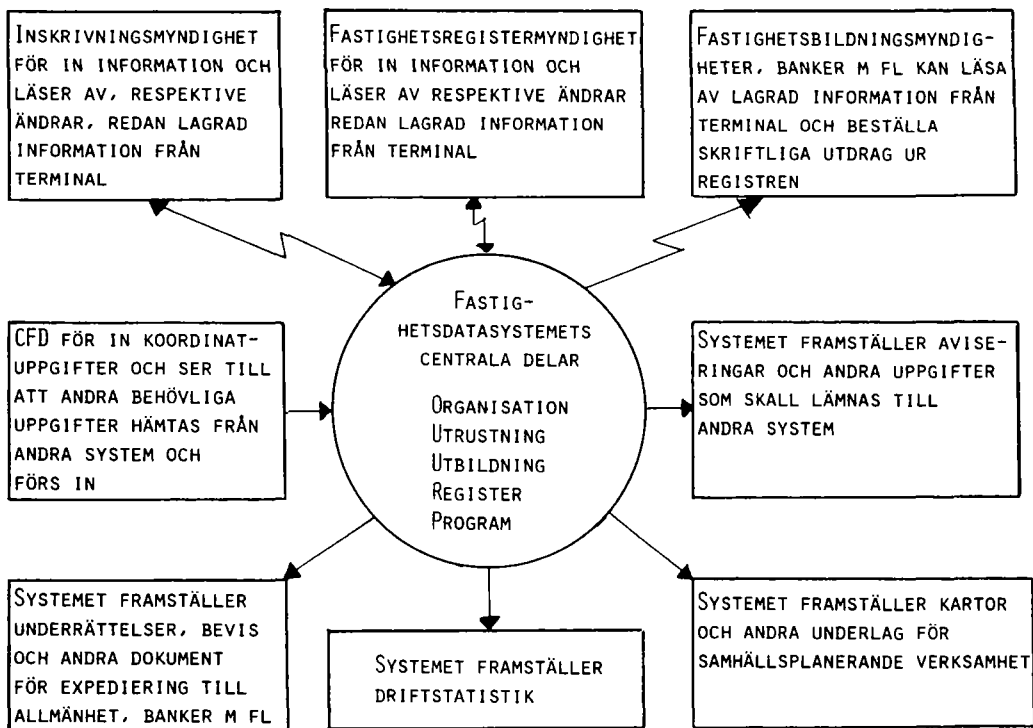 INSKRIVNINGSMYNDIGHET
FÖR IN INFORMATION OCH
LÄSER AV, RESPEKTIVE
ÄNDRAR, REDAN LAGRAD
INFORMATION FRÅN
TERMINAL
FASTIGHETSREGISTERMYNDIGHET
FÖR IN INFORMATION OCH
LÄSER AV RESPEKTIVE ÄNDRAR
REDAN LAGRAD INFORMATION
FRÅN TERMINAL
FASTIGHETSBILDNINGSMYNDIG-
HETER, BANKER M FL KAN LÄSA
AV LAGRAD INFORMATION FRÅN
TERMINAL OCH BESTÄLLA
SKRIFTLIGA UTDRAG UR
REGISTREN
CFD FÖR IN KOORDINAT-
UPPGIFTER OCH SER TILL
ATT ANDRA BEHÖVLIGA
UPPGIFTER HÄMTAS FRÅN
ANDRA SYSTEM OCH
FÖRS IN
FASTIG-
HETSDATASYSTEMETS
CENTRALA DELAR
ORGANISATION
UTRUSTNING
UTBILDNING
REGISTER
PROGRAM
SYSTEMET FRAMSTÄLLER AVISE-
RINGAR OCH ANDRA UPPGIFTER
SOM SKALL LÄMNAS TILL
ANDRA SYSTEM
SYSTEMET FRAMSTÄLLER
UNDERRÄTTELSER, BEVIS
OCH ANDRA DOKUMENT
FÖR EXPEDIERING TILL
ALLMÄNHET, BANKER M FL
SYSTEMET FRAMSTÄLLER
DRIFTSTATISTIK
SYSTEMET FRAMSTÄLLER KARTOR
OCH ANDRA UNDERLAG FÖR
SAMHÄLLSPLANERANDE VERKSAMHET